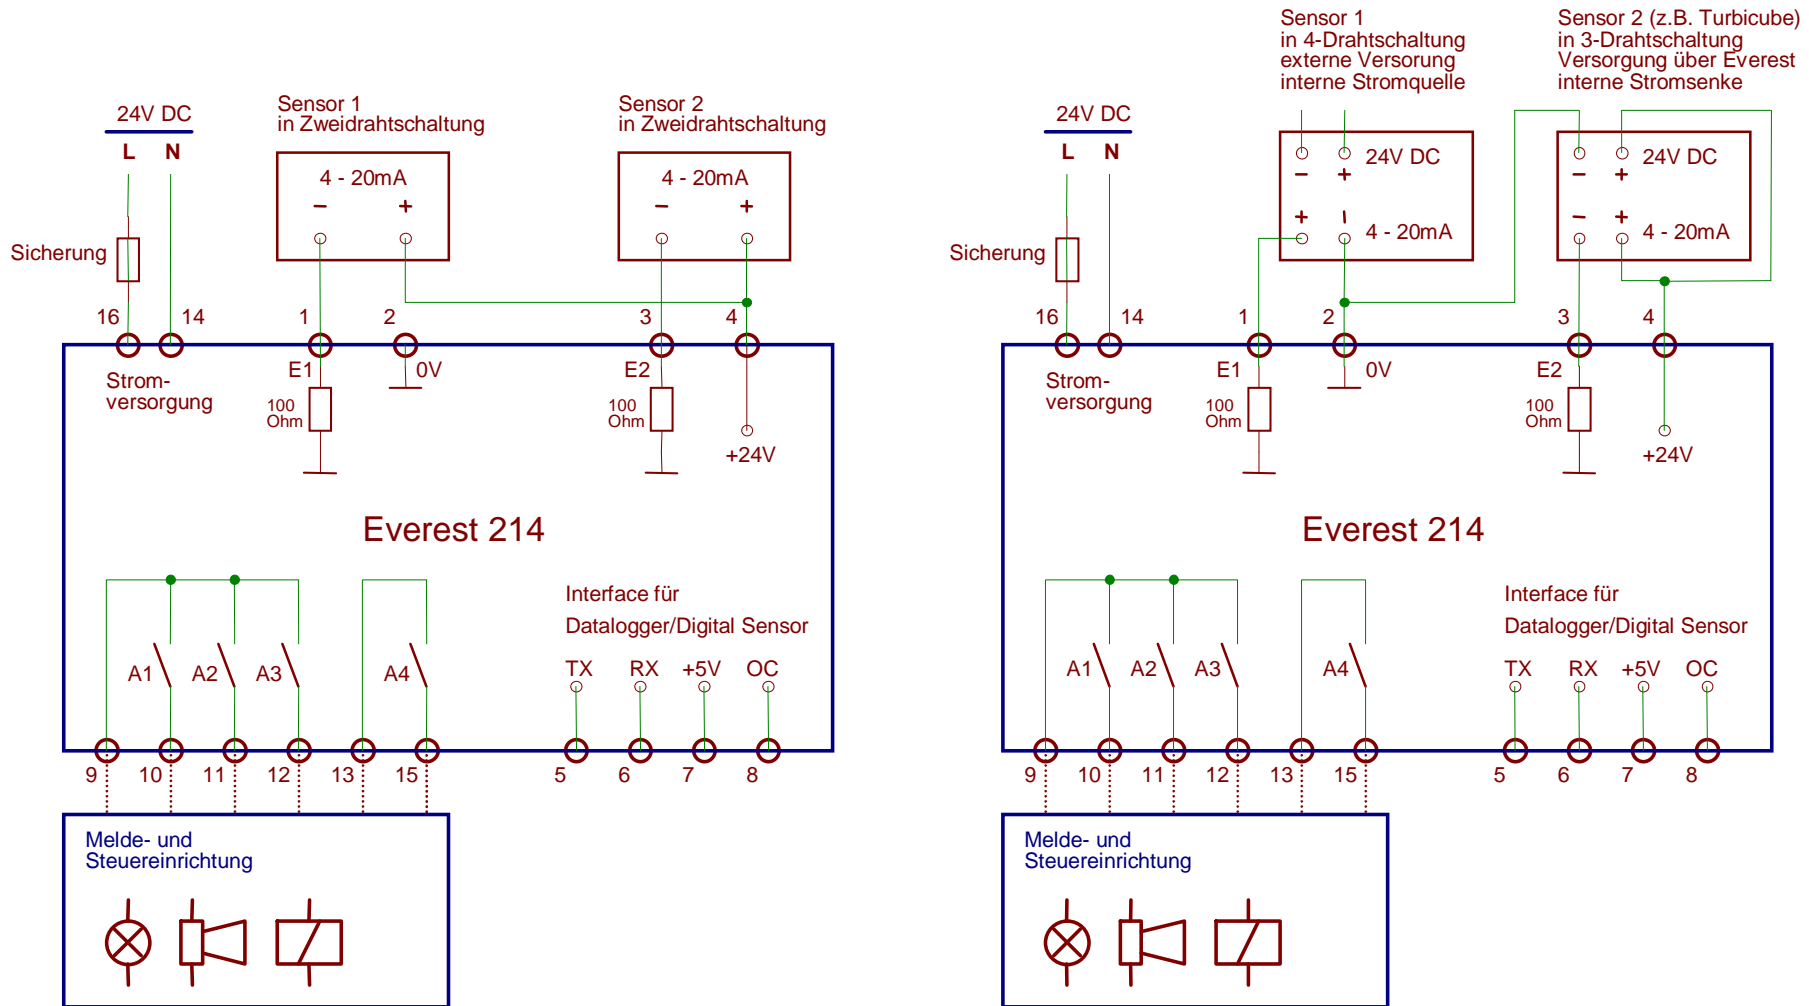 24V DC
L N
Sicherung
16 14
Sensor 1
in Zweidrahtschaltung
4 - 20mA
− +
Sensor 2
in Zweidrahtschaltung
4 - 20mA
− +
1 2 3 4
Strom-
versorgung
E1
100
Ohm
0V
E2
100
Ohm
+24V
Everest 214
A1 A2 A3 A4
Interface für
Datalogger/Digital Sensor
TX RX +5V OC
9 10 11 12 13 15 5 6 7 8
Melde- und
Steuereinrichtung
24V DC
L N
Sicherung
16 14
Sensor 1
in 4-Drahtschaltung
externe Versorung
interne Stromquelle
24V DC
− +
+ −
4 - 20mA
Sensor 2 (z.B. Turbicube)
in 3-Drahtschaltung
Versorgung über Everest
interne Stromsenke
24V DC
− +
− +
4 - 20mA
1 2 3 4
Strom-
versorgung
E1
100
Ohm
0V
E2
100
Ohm
+24V
Everest 214
A1 A2 A3 A4
Interface für
Datalogger/Digital Sensor
TX RX +5V OC
9 10 11 12 13 15 5 6 7 8
Melde- und
Steuereinrichtung